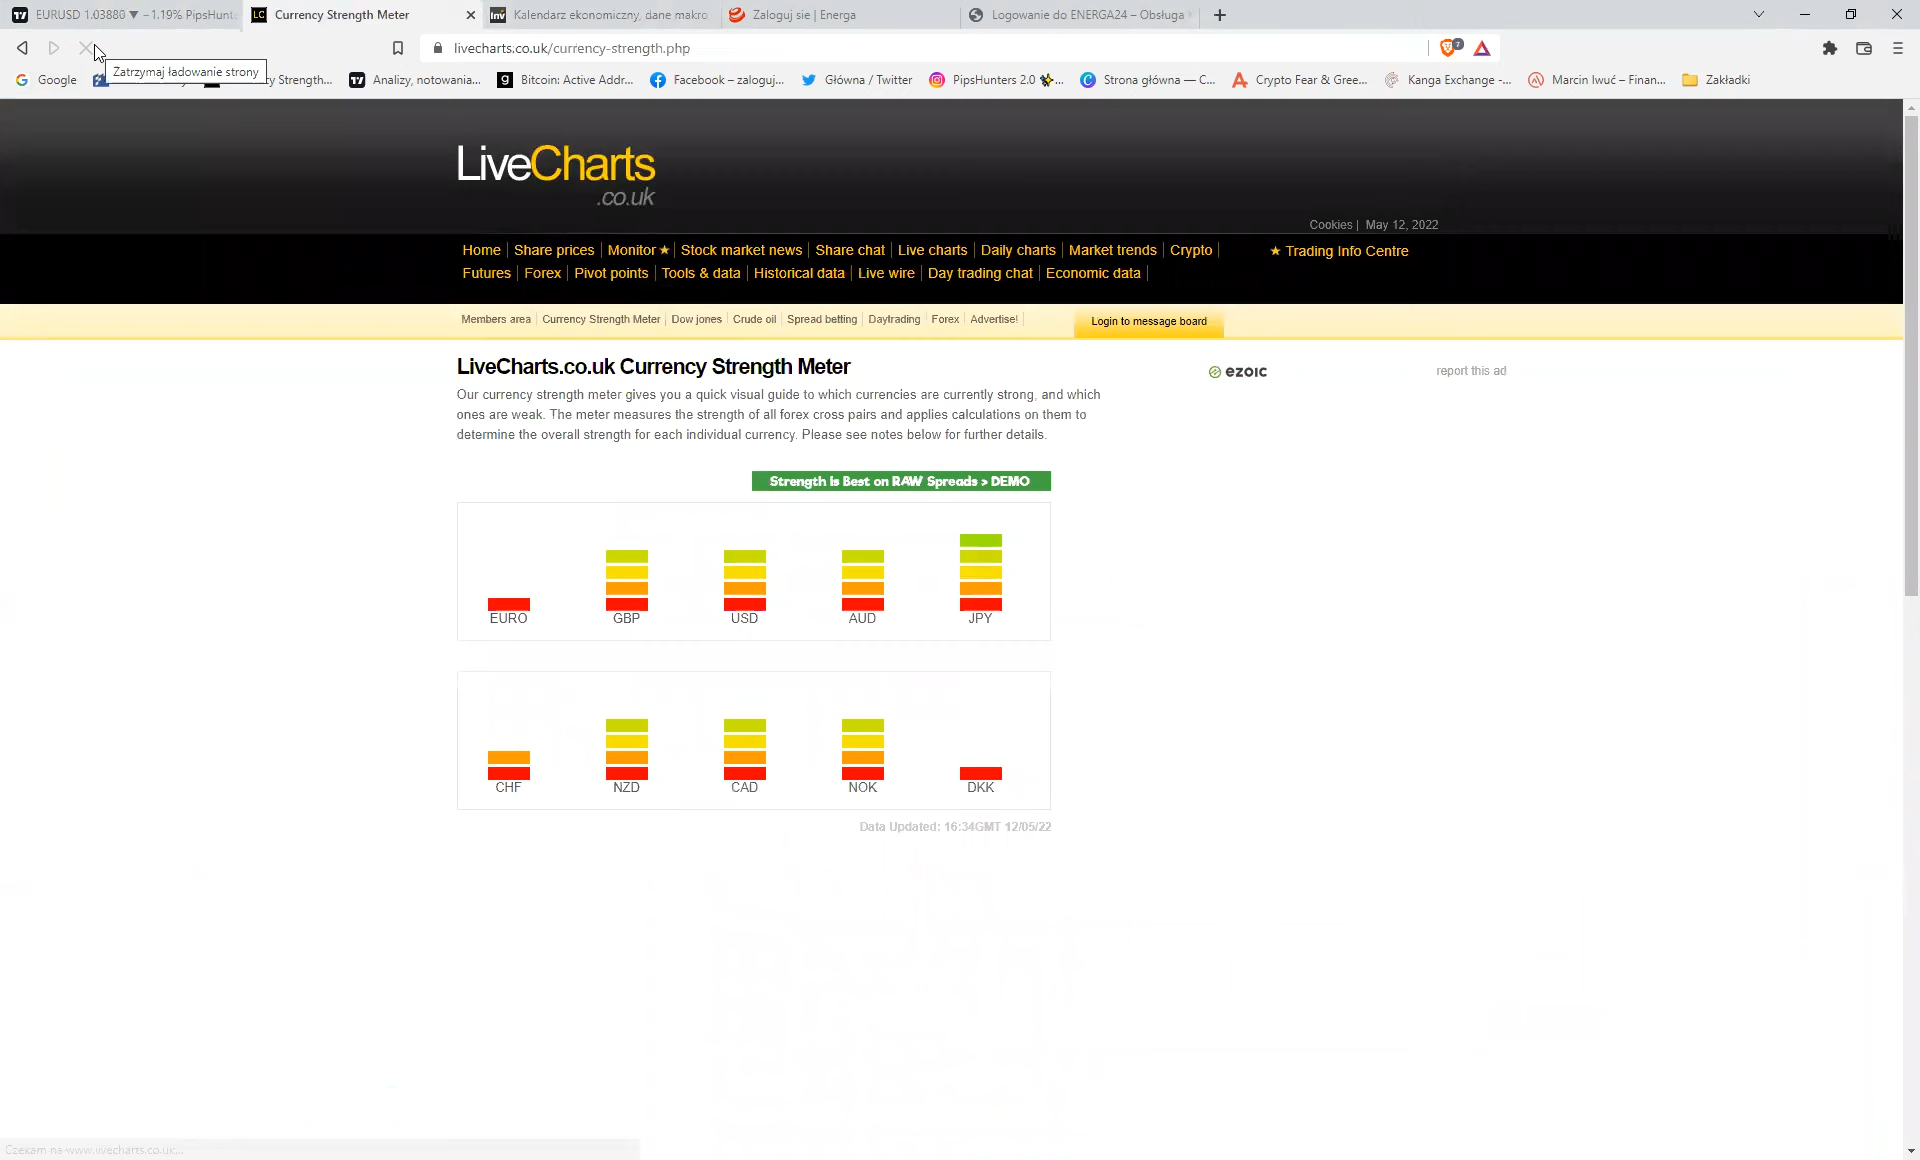 EURUSD 1.03880 ▼ −1.19% PipsHunt
Currency Strength Meter
Kalendarz ekonomiczny, dane makro
Zaloguj się | Energa
Logowanie do ENERGA24 – Obsługa
livecharts.co.uk/currency-strength.php
7
Zatrzymaj ładowanie strony
Google
Strength...
Analizy, notowania...
Bitcoin: Active Addr...
Facebook – zaloguj...
Główna / Twitter
PipsHunters 2.0 ...
Strona główna — C...
Crypto Fear & Gree...
Kanga Exchange -...
Marcin Iwuć – Finan...
Zakładki
LiveCharts
.co.uk
Cookies | May 12, 2022
Home | Share prices | Monitor ★ | Stock market news | Share chat | Live charts | Daily charts | Market trends | Crypto |
★ Trading Info Centre
Futures | Forex | Pivot points | Tools & data | Historical data | Live wire | Day trading chat | Economic data |
Members area | Currency Strength Meter | Dow jones | Crude oil | Spread betting | Daytrading | Forex | Advertise! |
Login to message board
LiveCharts.co.uk Currency Strength Meter
ezoic
report this ad
Our currency strength meter gives you a quick visual guide to which currencies are currently strong, and which
ones are weak. The meter measures the strength of all forex cross pairs and applies calculations on them to
determine the overall strength for each individual currency. Please see notes below for further details.
Strength is Best on RAW Spreads > DEMO
EURO GBP USD AUD JPY
CHF NZD CAD NOK DKK
Data Updated: 16:34GMT 12/05/22
Czekam na www.livecharts.co.uk...